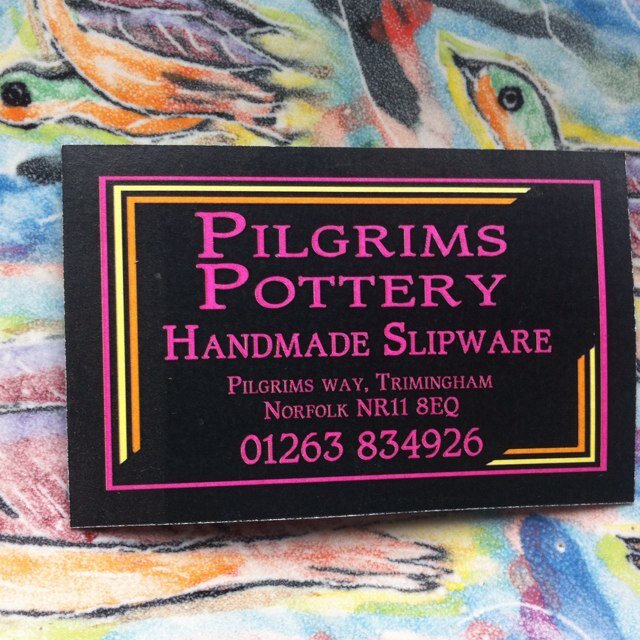 Pilgrims
Pottery
Handmade Slipware
Pilgrims way, Trimingham
Norfolk NR11 8EQ
01263 834926